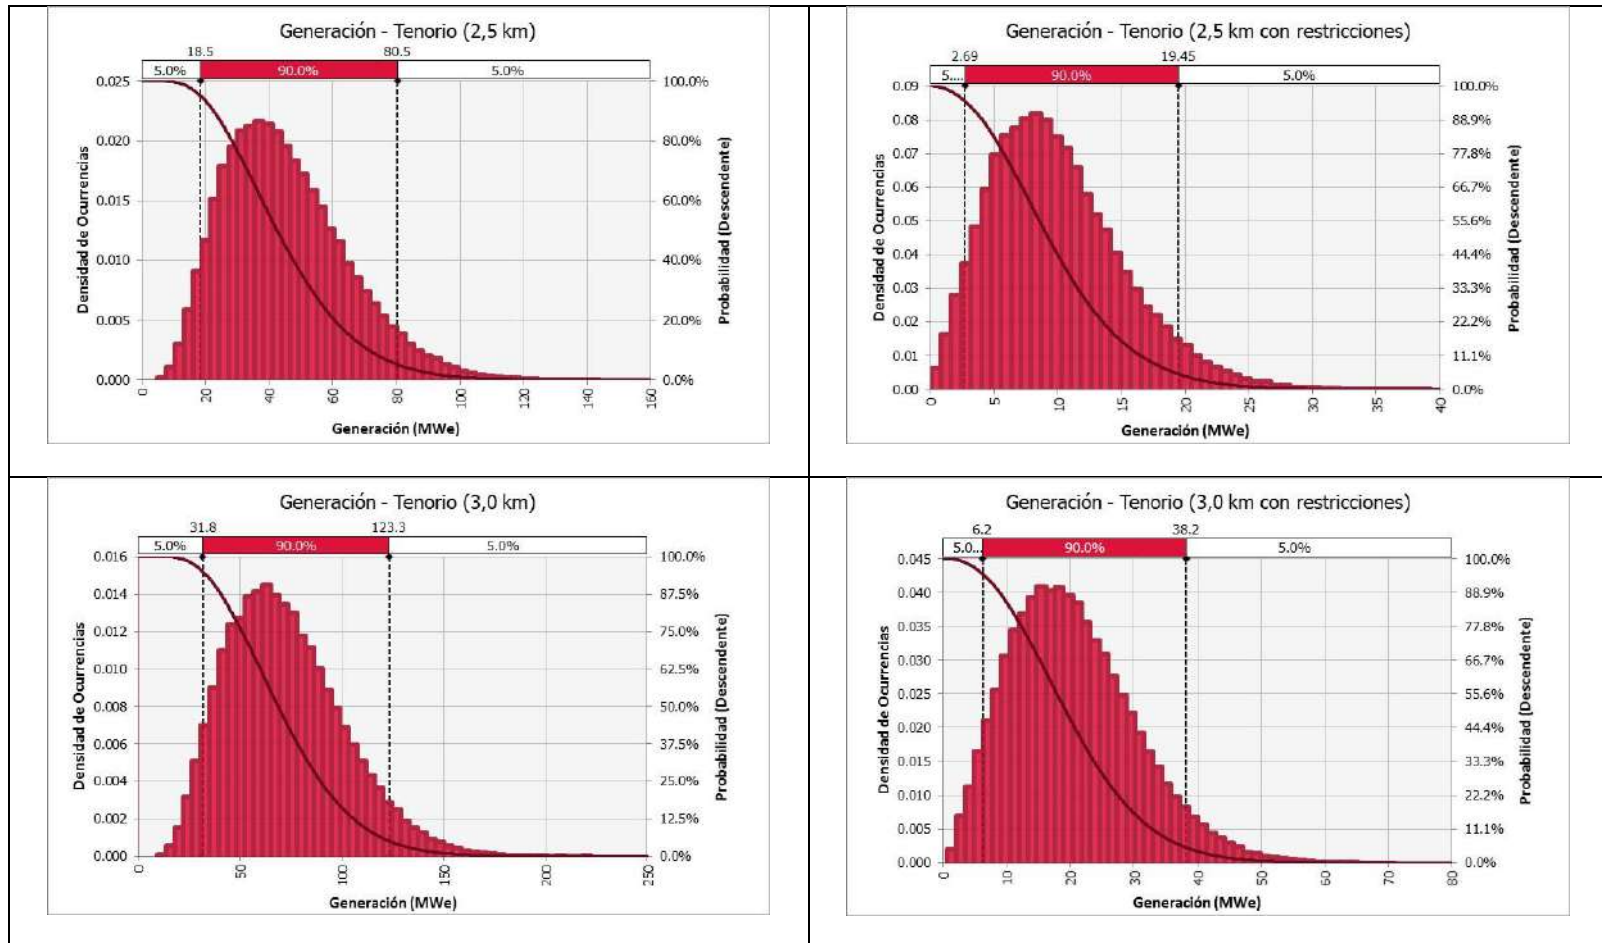 Generación - Tenorio (2,5 km)
18.5 80.5
5.0% 90.0% 5.0%
0.025 100.0%
0.020 80.0%
0.015 60.0%
0.010 40.0%
0.005 20.0%
0.000 0.0%
Densidad de Ocurrencias
Probabilidad (Descendente)
0 20 40 60 80 100 120 140 160
Generación (MWe)
Generación - Tenorio (2,5 km con restricciones)
2.69 19.45
5.... 90.0% 5.0%
0.09 100.0%
0.08 88.9%
0.07 77.8%
0.06 66.7%
0.05 55.6%
0.04 44.4%
0.03 33.3%
0.02 22.2%
0.01 11.1%
0.00 0.0%
Densidad de Ocurrencias
Probabilidad (Descendente)
0 5 10 15 20 25 30 35 40
Generación (MWe)
Generación - Tenorio (3,0 km)
31.8 123.3
5.0% 90.0% 5.0%
0.016 100.0%
0.014 87.5%
0.012 75.0%
0.010 62.5%
0.008 50.0%
0.006 37.5%
0.004 25.0%
0.002 12.5%
0.000 0.0%
Densidad de Ocurrencias
Probabilidad (Descendente)
0 50 100 150 200 250
Generación (MWe)
Generación - Tenorio (3,0 km con restricciones)
6.2 38.2
5.0... 90.0% 5.0%
0.045 100.0%
0.040 88.9%
0.035 77.8%
0.030 66.7%
0.025 55.6%
0.020 44.4%
0.015 33.3%
0.010 22.2%
0.005 11.1%
0.000 0.0%
Densidad de Ocurrencias
Probabilidad (Descendente)
0 10 20 30 40 50 60 70 80
Generación (MWe)